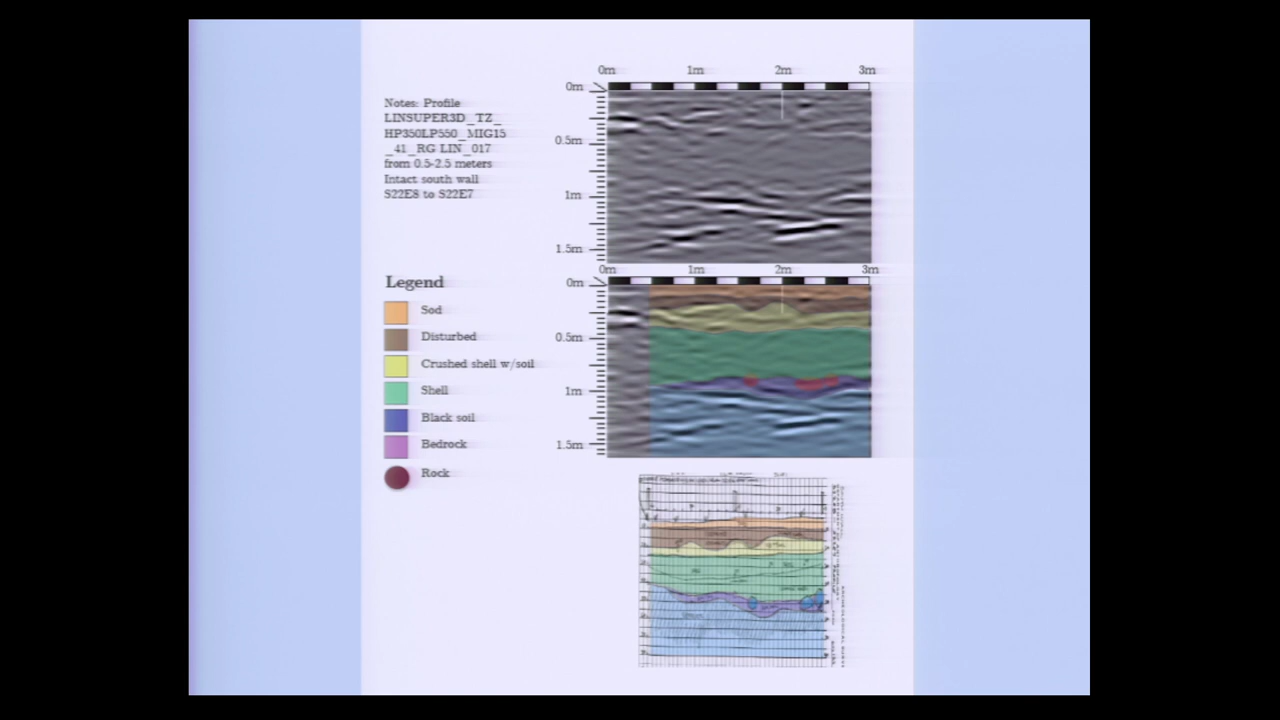 0m 1m 2m 3m
0m
Notes: Profile
LINSUPER3D_TZ_
HP350LP550_MIG15
_41_RG LIN_017
from 0.5-2.5 meters
Intact south wall
S22E8 to S22E7
0.5m
1m
1.5m
0m 1m 2m 3m
0m
0.5m
1m
1.5m
Legend
Sod
Disturbed
Crushed shell w/soil
Shell
Black soil
Bedrock
Rock